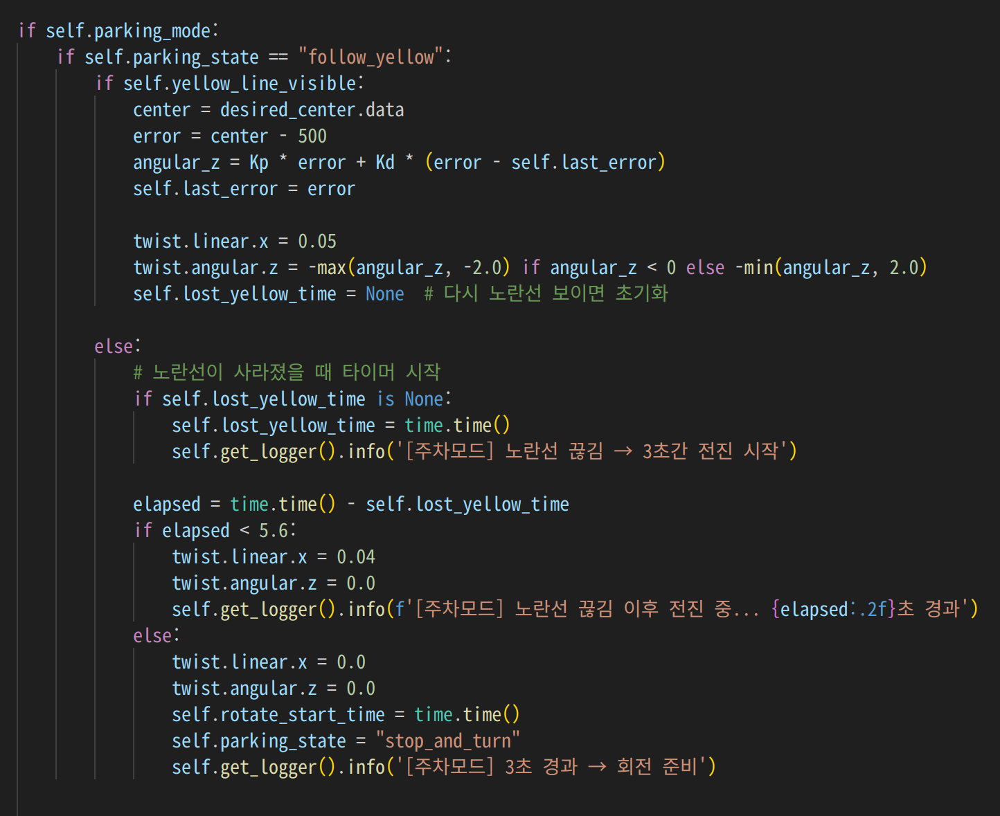 if self.parking_mode:
    if self.parking_state == "follow_yellow":
        if self.yellow_line_visible:
            center = desired_center.data
            error = center - 500
            angular_z = Kp * error + Kd * (error - self.last_error)
            self.last_error = error

            twist.linear.x = 0.05
            twist.angular.z = -max(angular_z, -2.0) if angular_z < 0 else -min(angular_z, 2.0)
            self.lost_yellow_time = None  # 다시 노란선 보이면 초기화

        else:
            # 노란선이 사라졌을 때 타이머 시작
            if self.lost_yellow_time is None:
                self.lost_yellow_time = time.time()
                self.get_logger().info('[주차모드] 노란선 끊김 → 3초간 전진 시작')

            elapsed = time.time() - self.lost_yellow_time
            if elapsed < 5.6:
                twist.linear.x = 0.04
                twist.angular.z = 0.0
                self.get_logger().info(f'[주차모드] 노란선 끊김 이후 전진 중... {elapsed:.2f}초 경과')
            else:
                twist.linear.x = 0.0
                twist.angular.z = 0.0
                self.rotate_start_time = time.time()
                self.parking_state = "stop_and_turn"
                self.get_logger().info('[주차모드] 3초 경과 → 회전 준비')